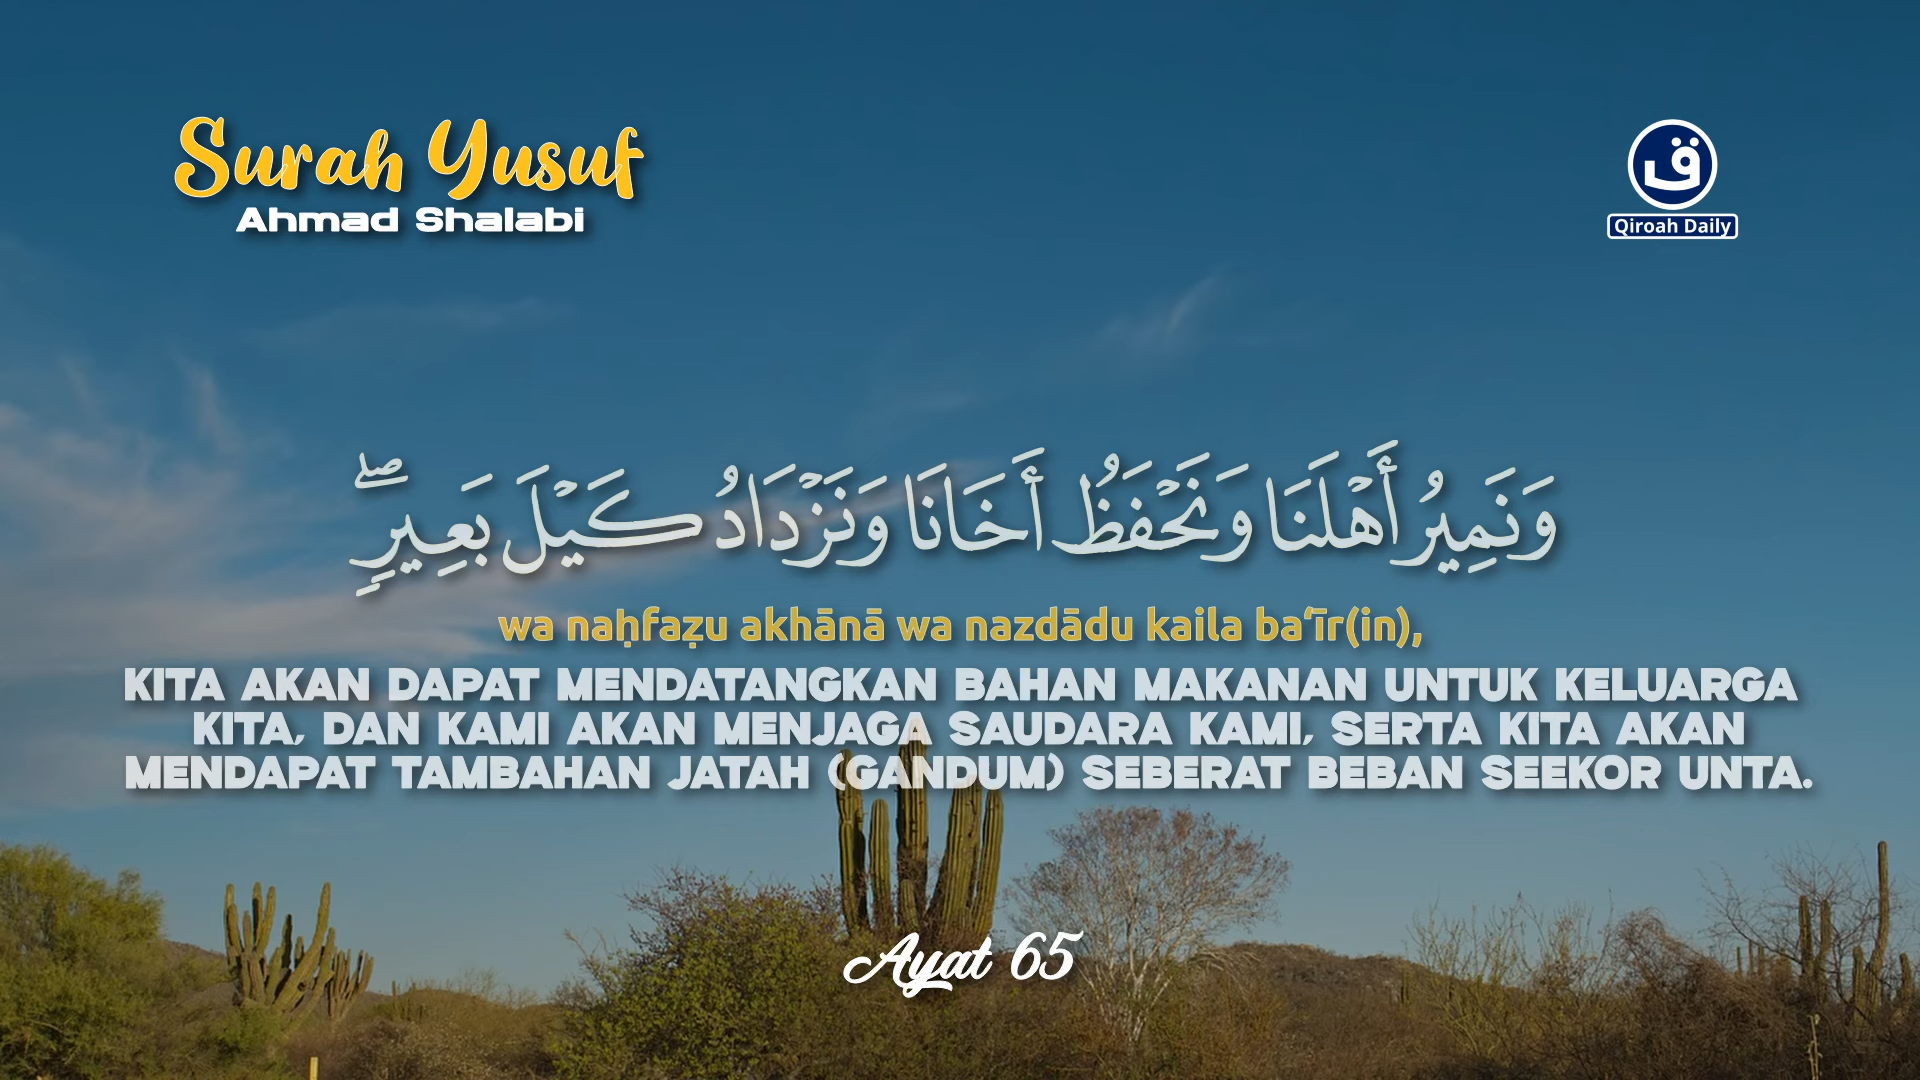 Surah Yusuf
Ahmad Shalabi
ق
Qiroah Daily
وَنَمِيرُ أَهْلَنَا وَنَحْفَظُ أَخَانَا وَنَزْدَادُ كَيْلَ بَعِيرٍۖ
wa naḥfaẓu akhānā wa nazdādu kaila ba‘īr(in),
KITA AKAN DAPAT MENDATANGKAN BAHAN MAKANAN UNTUK KELUARGA
KITA, DAN KAMI AKAN MENJAGA SAUDARA KAMI, SERTA KITA AKAN
MENDAPAT TAMBAHAN JATAH (GANDUM) SEBERAT BEBAN SEEKOR UNTA.
Ayat 65